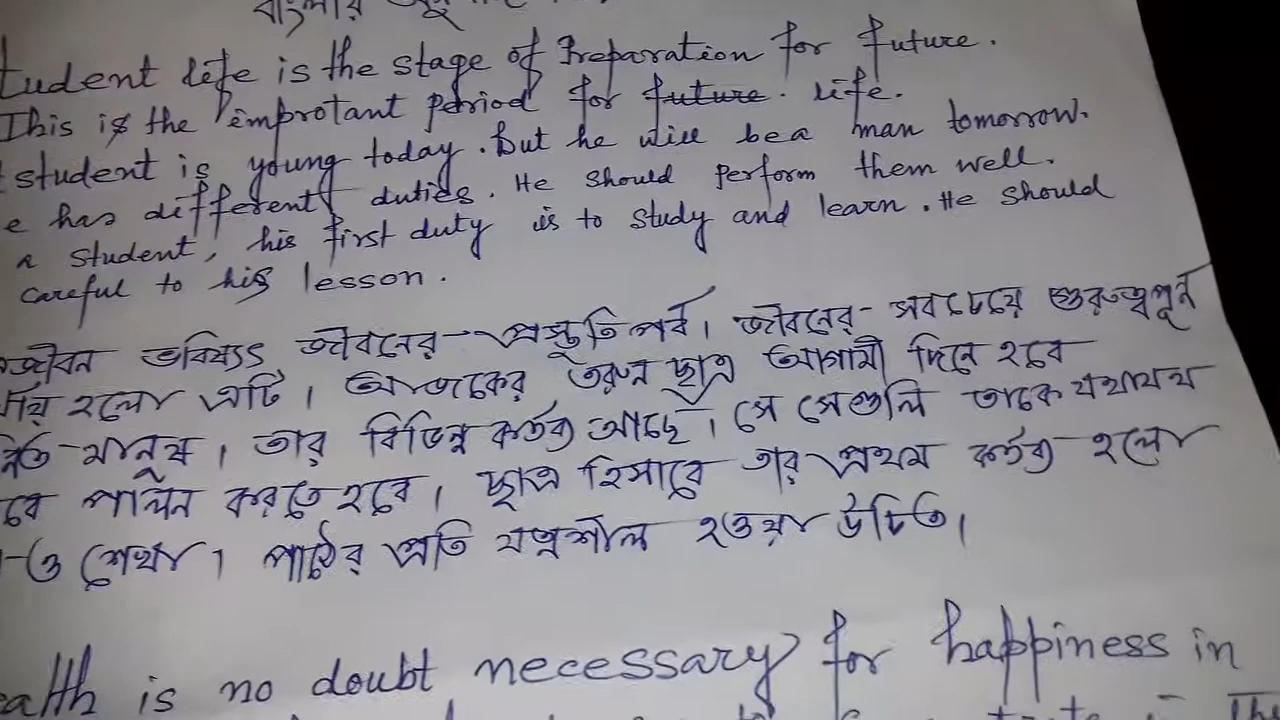 বাংলায়
tudent life is the stage of Preparation for future.
This is the improtant period for future. life.
student is young today. But he will be a man tomorrow.
e has different duties. He should perform them well.
a student, his first duty is to study and learn. He should
careful to his lesson.
জীবন ভবিষ্যৎ জীবনের প্রস্তুতি পর্ব। জীবনের সবচেয়ে গুরুত্বপূর্ন
হলো এটি। আজকের তরুন ছাত্র আগামী দিনে হবে
মানুষ। তার বিভিন্ন কর্তব্য আছে। সে সেগুলি তাকে যথাযথ
বে পালন করতে হবে। ছাত্র হিসাবে তার প্রথম কর্তব্য হলো
ও শেখা। পাঠের প্রতি যত্নশীল হওয়া উচিত।
ealth is no doubt necessary for happiness in